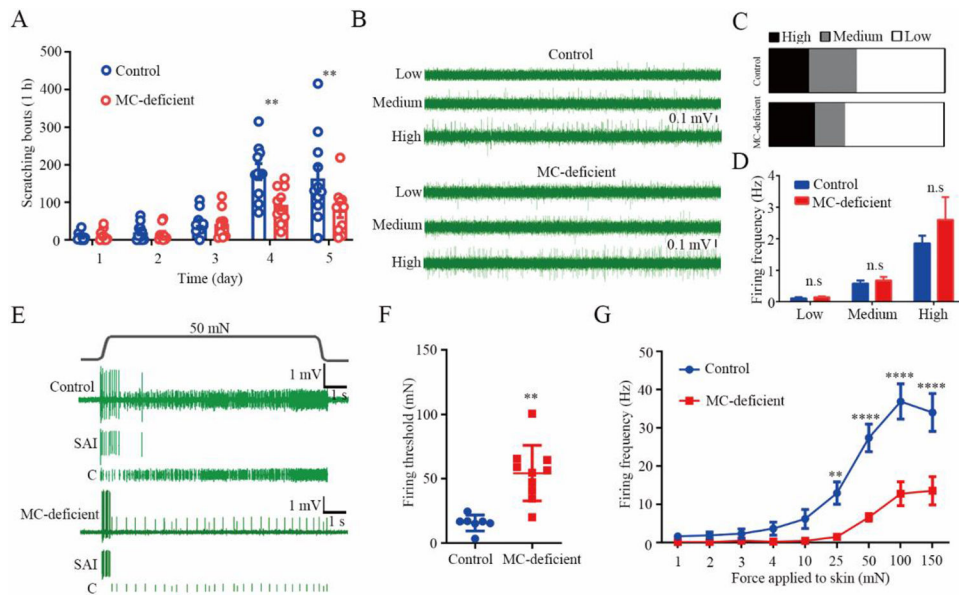 A
Scratching bouts (1 h)
500
400
300
200
100
0
Control
MC-deficient
**
**
1
2
3
4
5
Time (day)
B
Control
Low
Medium
0.1 mV
High
MC-deficient
Low
Medium
0.1 mV
High
C
High
Medium
Low
Control
MC-deficient
D
Firing frequency (Hz)
4
3
2
1
0
Control
MC-deficient
n.s
n.s
n.s
Low
Medium
High
E
50 mN
Control
1 mV
1 s
SAI
C
MC-deficient
1 mV
1 s
SAI
C
F
Firing threshold (mN)
150
100
50
0
**
Control
MC-deficient
G
Firing frequency (Hz)
50
40
30
20
10
0
Control
MC-deficient
**
****
****
****
1
2
3
4
10
25
50
100
150
Force applied to skin (mN)